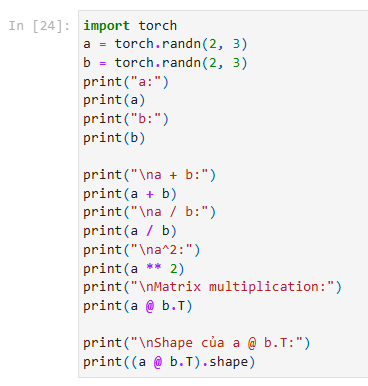 In [24]: import torch
a = torch.randn(2, 3)
b = torch.randn(2, 3)
print("a:")
print(a)
print("b:")
print(b)
print("\na + b:")
print(a + b)
print("\na / b:")
print(a / b)
print("\na^2:")
print(a ** 2)
print("\nMatrix multiplication:")
print(a @ b.T)
print("\nShape của a @ b.T:")
print((a @ b.T).shape)